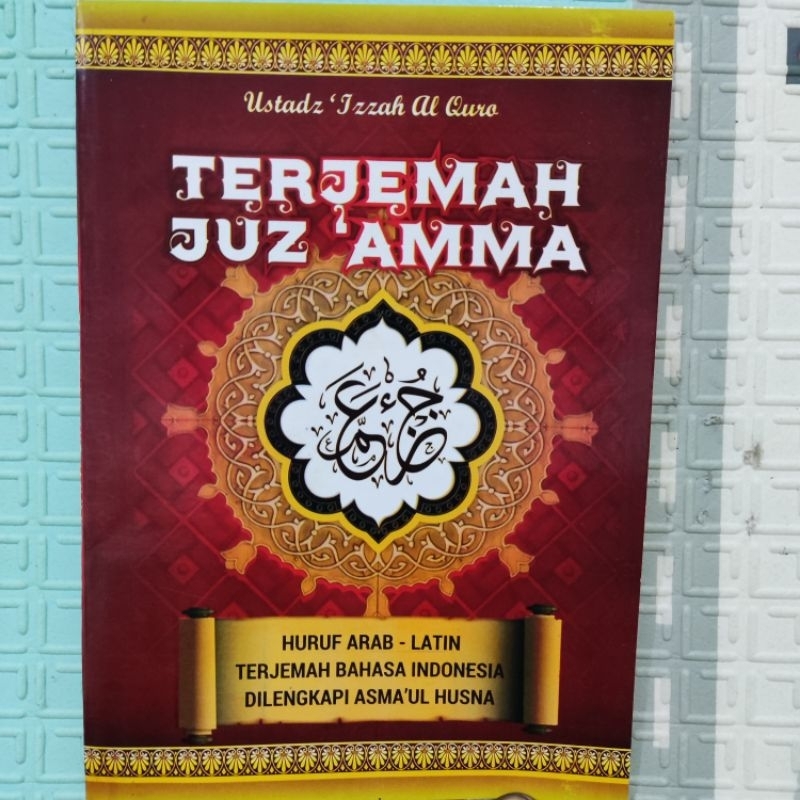 Ustadz ‘Izzah Al Quro
TERJEMAH
JUZ ‘AMMA
جُزْءُ عَمَّ
HURUF ARAB - LATIN
TERJEMAH BAHASA INDONESIA
DILENGKAPI ASMA'UL HUSNA